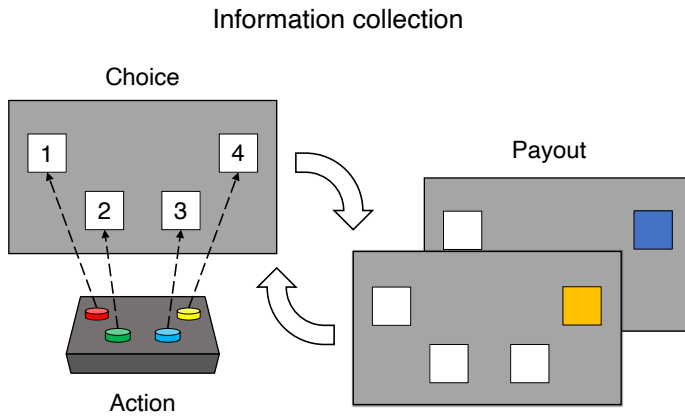 Information collection
Choice
1
4
2
3
Payout
Action